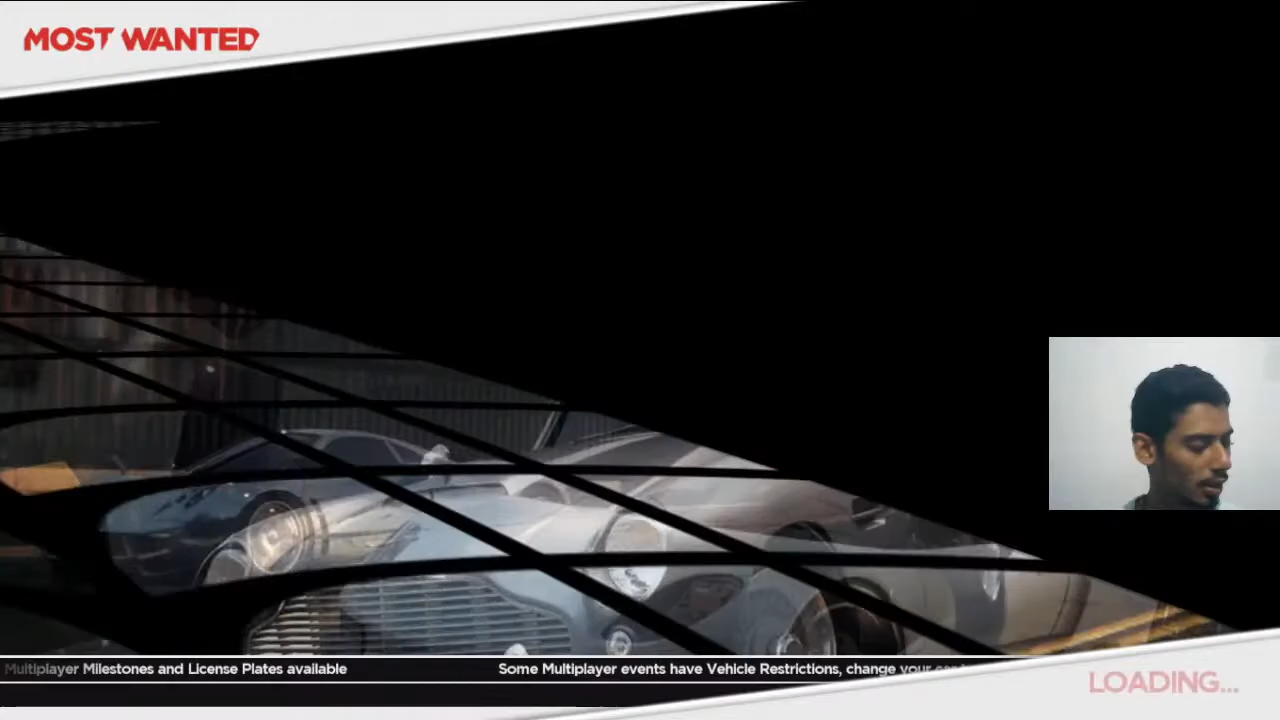 MOST WANTED
Multiplayer Milestones and License Plates available
Some Multiplayer events have Vehicle Restrictions, change your
LOADING...